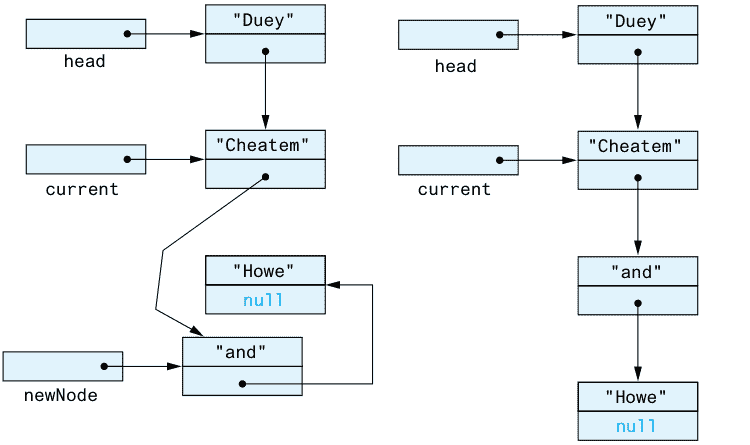 "Duey"
head
"Cheatem"
current
"Howe"
null
"and"
newNode
"Duey"
head
"Cheatem"
current
"and"
"Howe"
null